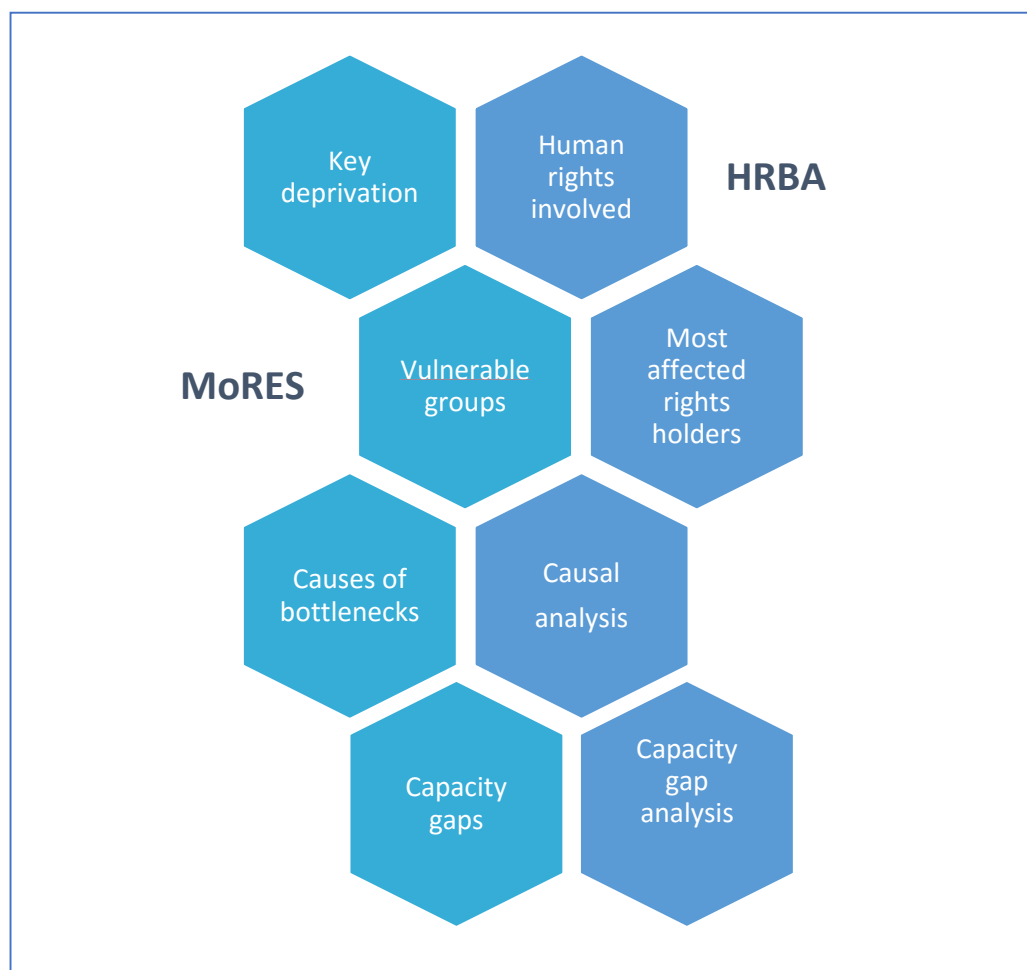 Key
deprivation
Human
rights
involved
HRBA
MoRES
Vulnerable
groups
Most
affected
rights
holders
Causes of
bottlenecks
Causal
analysis
Capacity
gaps
Capacity
gap
analysis